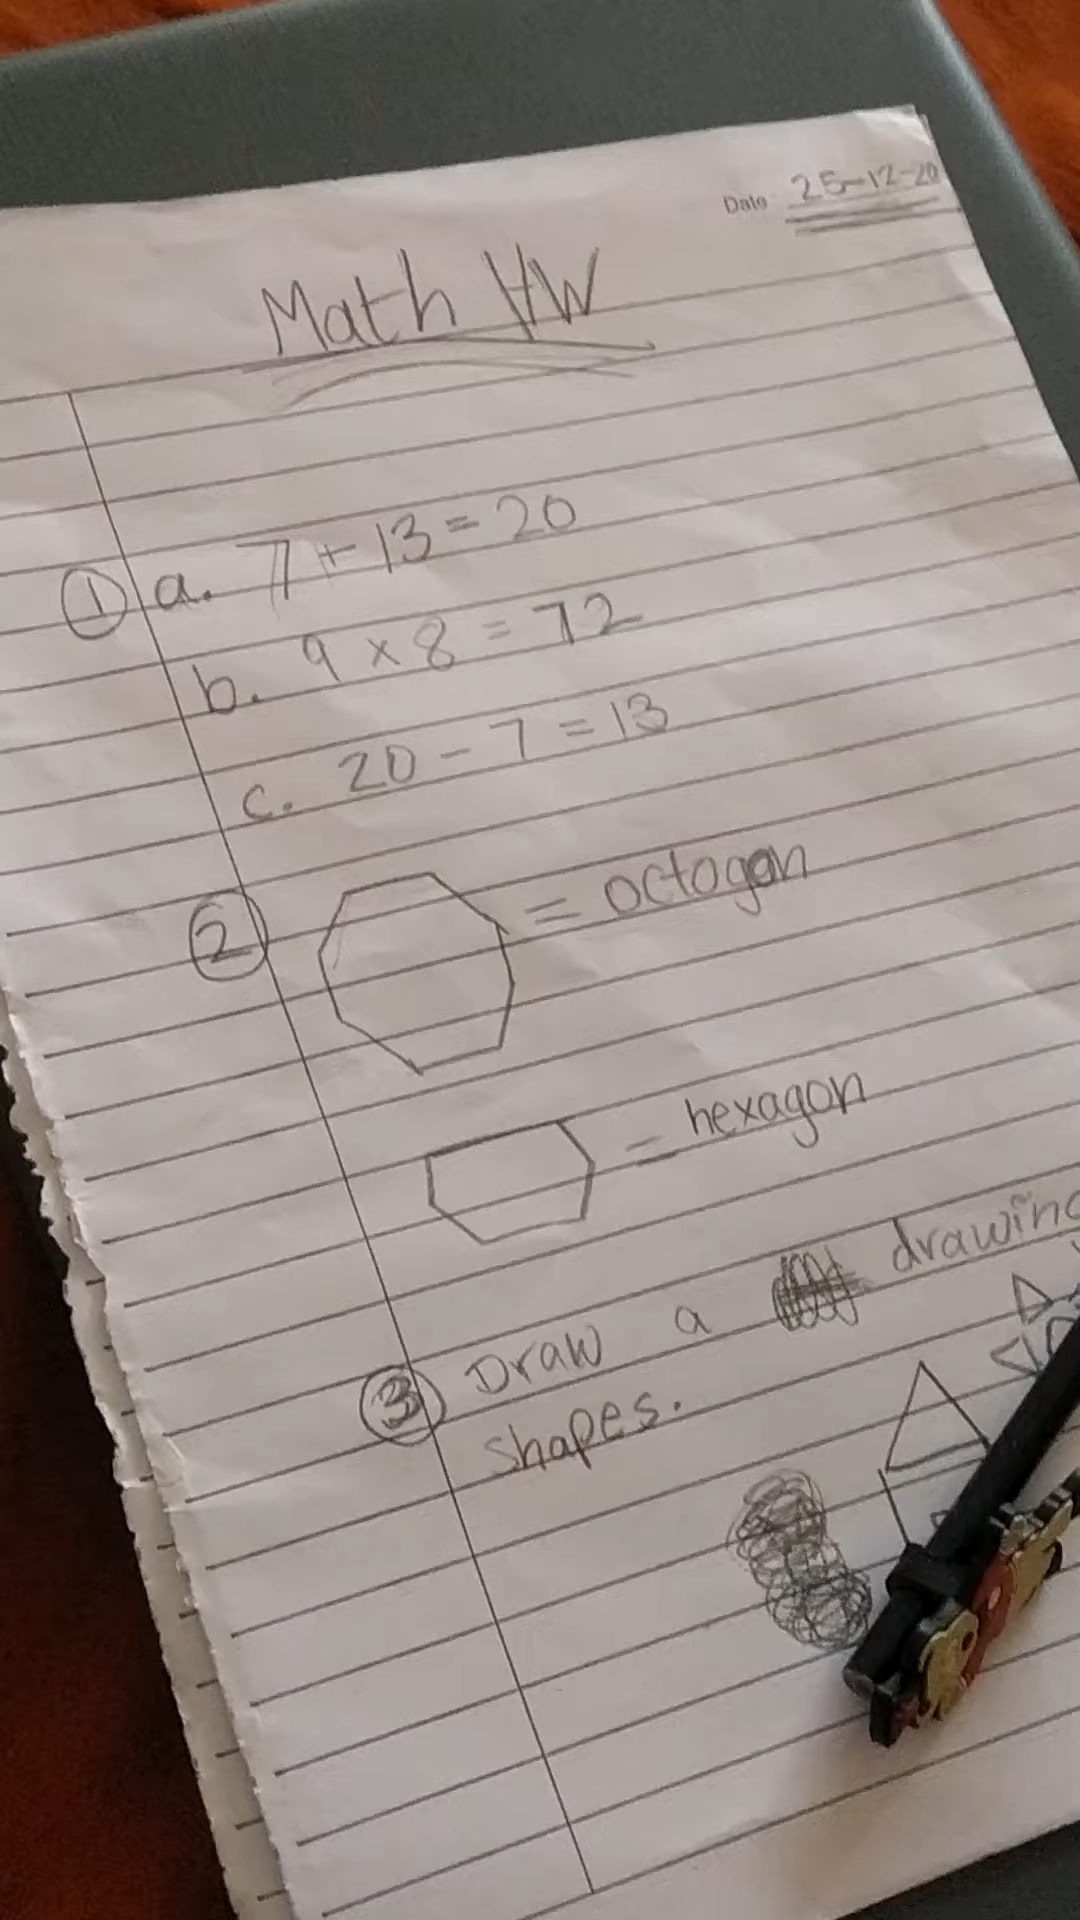 Date 25-12-20
Math HW
① a. 7+13=20
b. 9 x 8 = 72
c. 20 - 7 = 13
② = octogon
= hexagon
③ Draw a drawing
shapes.